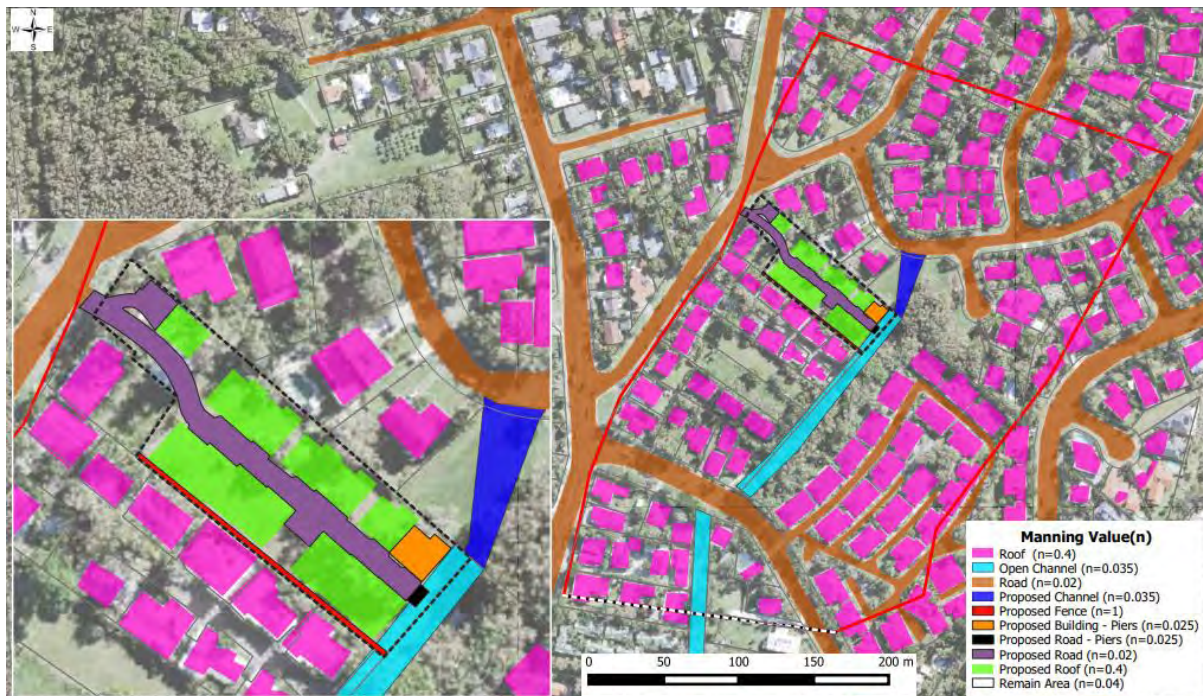 N
W E
S
0 50 100 150 200 m
Manning Value(n)
Roof (n=0.4)
Open Channel (n=0.035)
Road (n=0.02)
Proposed Channel (n=0.035)
Proposed Fence (n=1)
Proposed Building - Piers (n=0.025)
Proposed Road - Piers (n=0.025)
Proposed Road (n=0.02)
Proposed Roof (n=0.4)
Remain Area (n=0.04)